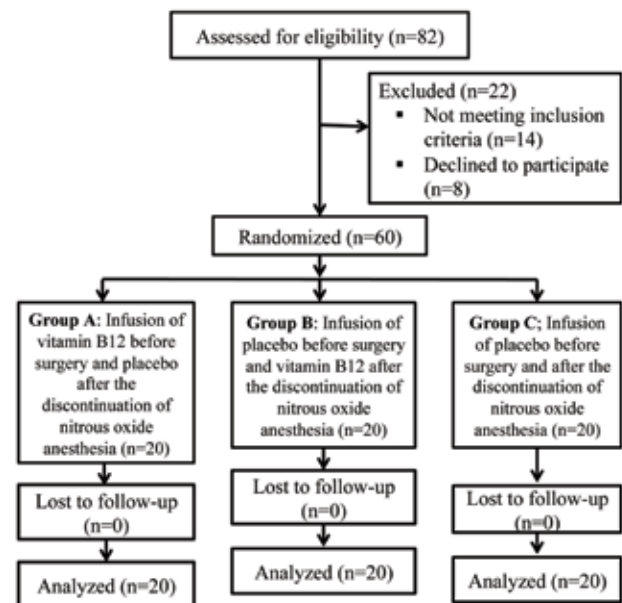 Assessed for eligibility (n=82)
Excluded (n=22)
▪ Not meeting inclusion
criteria (n=14)
▪ Declined to participate
(n=8)
Randomized (n=60)
Group A: Infusion of
vitamin B12 before
surgery and placebo
after the
discontinuation of
nitrous oxide
anesthesia (n=20)
Group B: Infusion of
placebo before surgery
and vitamin B12 after
the discontinuation of
nitrous oxide
anesthesia (n=20)
Group C; Infusion
of placebo before
surgery and after the
discontinuation of
nitrous oxide
anesthesia (n=20)
Lost to follow-up
(n=0)
Lost to follow-up
(n=0)
Lost to follow-up
(n=0)
Analyzed (n=20)
Analyzed (n=20)
Analyzed (n=20)